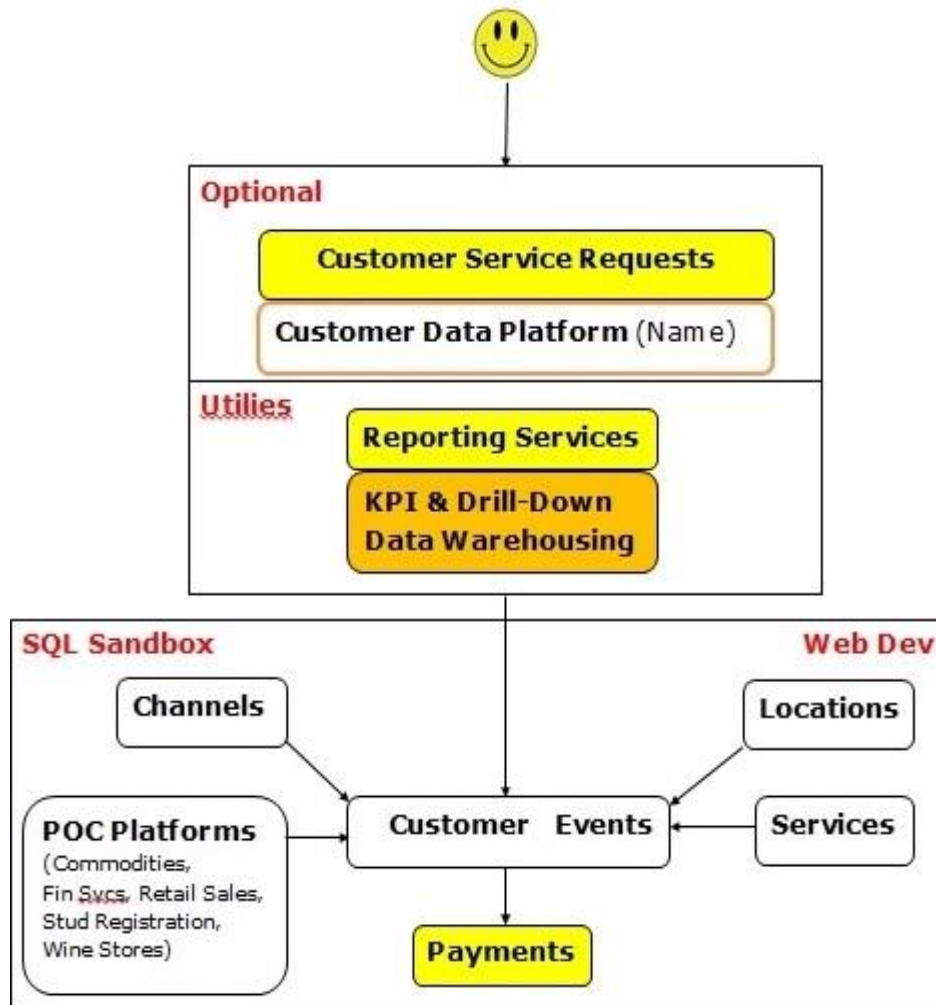 Optional
Customer Service Requests
Customer Data Platform (Name)
Utilies
Reporting Services
KPI & Drill-Down
Data Warehousing
SQL Sandbox
Web Dev
Channels
Locations
POC Platforms
(Commodities,
Fin Svcs, Retail Sales,
Stud Registration,
Wine Stores)
Customer Events
Services
Payments